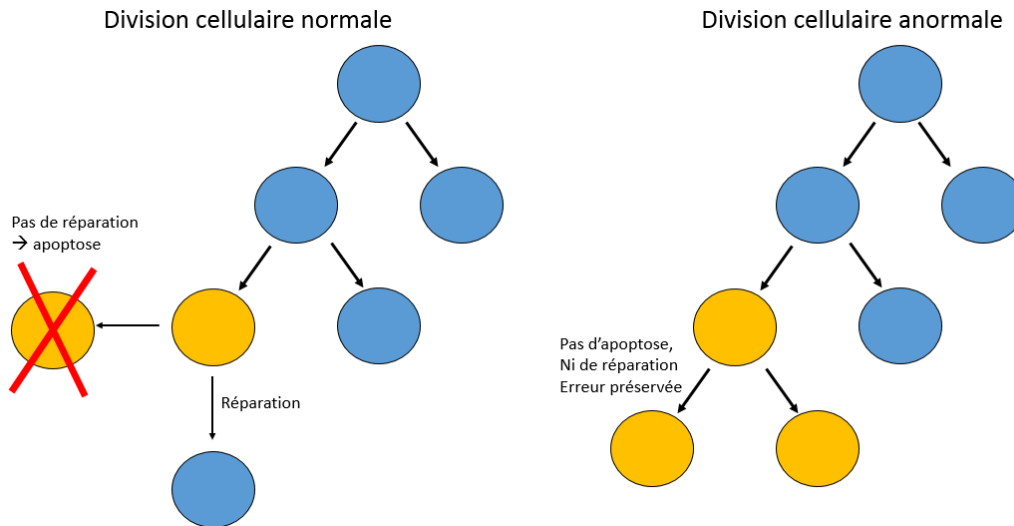 Division cellulaire normale
Division cellulaire anormale
Pas de réparation
→ apoptose
Réparation
Pas d'apoptose,
Ni de réparation
Erreur préservée